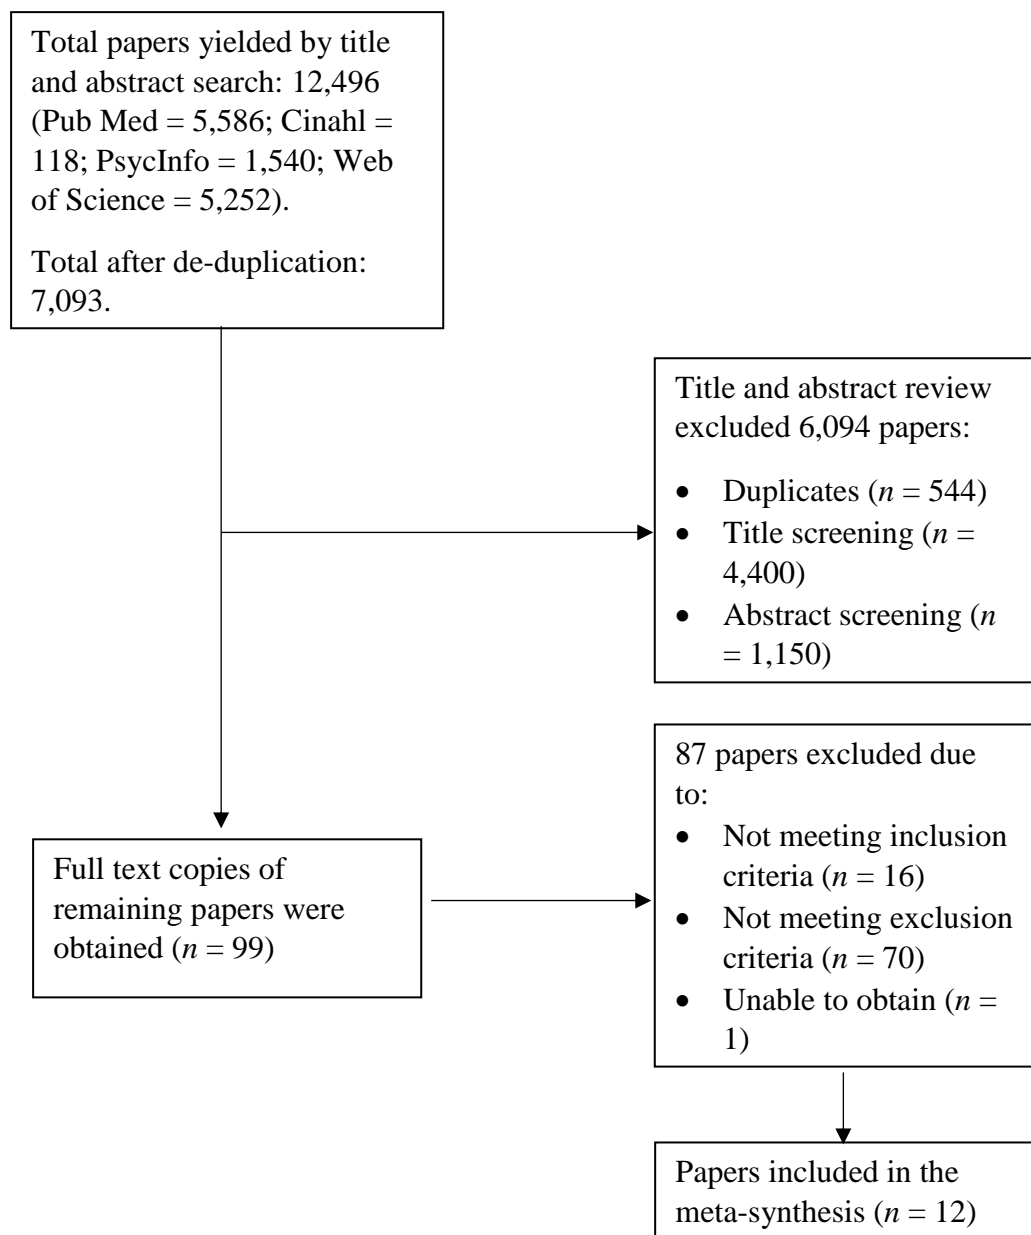 Total papers yielded by title
and abstract search: 12,496
(Pub Med = 5,586; Cinahl =
118; PsycInfo = 1,540; Web
of Science = 5,252).
Total after de-duplication:
7,093.
Title and abstract review
excluded 6,094 papers:
• Duplicates (n = 544)
• Title screening (n =
4,400)
• Abstract screening (n
= 1,150)
Full text copies of
remaining papers were
obtained (n = 99)
87 papers excluded due
to:
• Not meeting inclusion
criteria (n = 16)
• Not meeting exclusion
criteria (n = 70)
• Unable to obtain (n =
1)
Papers included in the
meta-synthesis (n = 12)